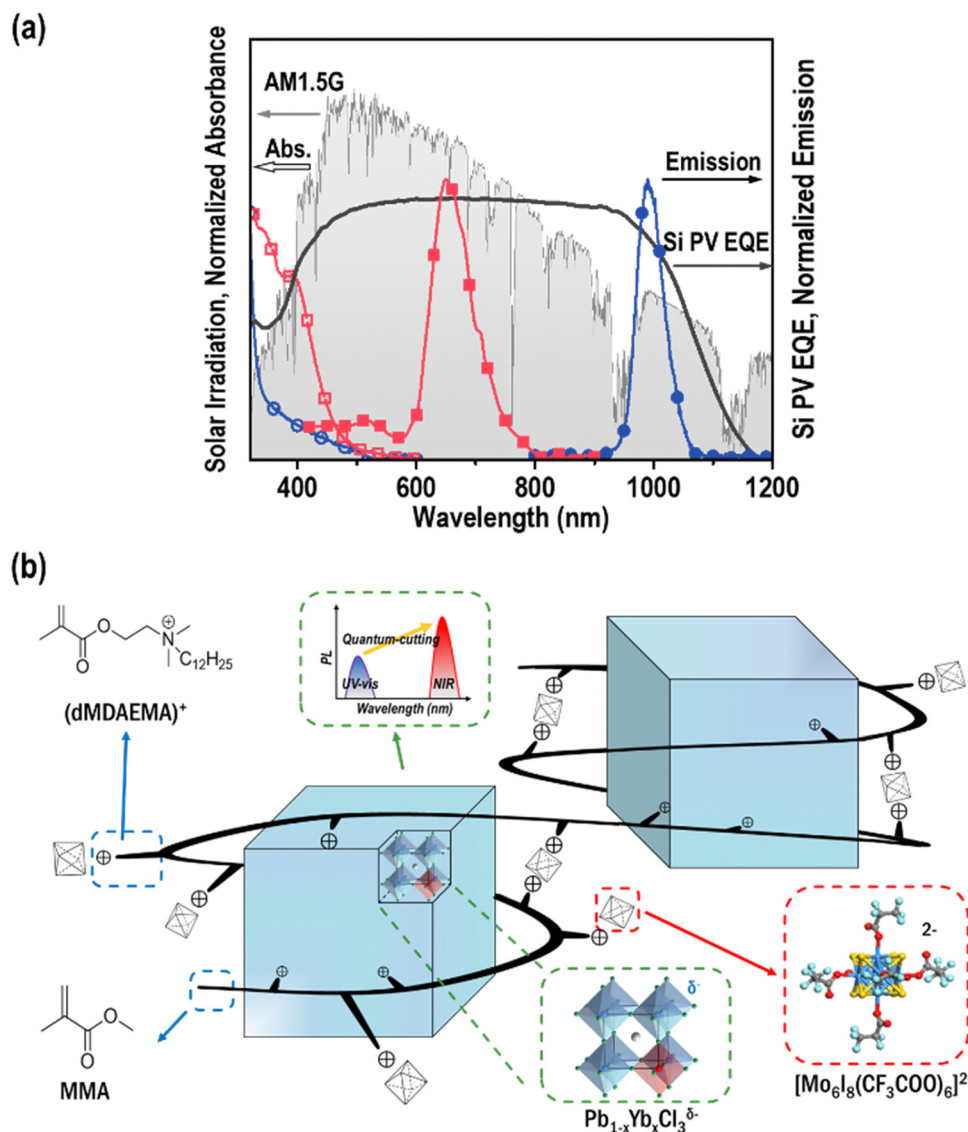 (a)
AM1.5G
Abs.
Emission
Si PV EQE
Solar Irradiation, Normalized Absorbance
Si PV EQE, Normalized Emission
400 600 800 1000 1200
Wavelength (nm)
(b)
O
O
N
+
C12H25
(dMDAEMA)+
PL
Quantum-cutting
UV-vis
NIR
Wavelength (nm)
O
O
MMA
δ-
Pb1-xYbxCl3δ-
2-
[Mo6I8(CF3COO)6]2